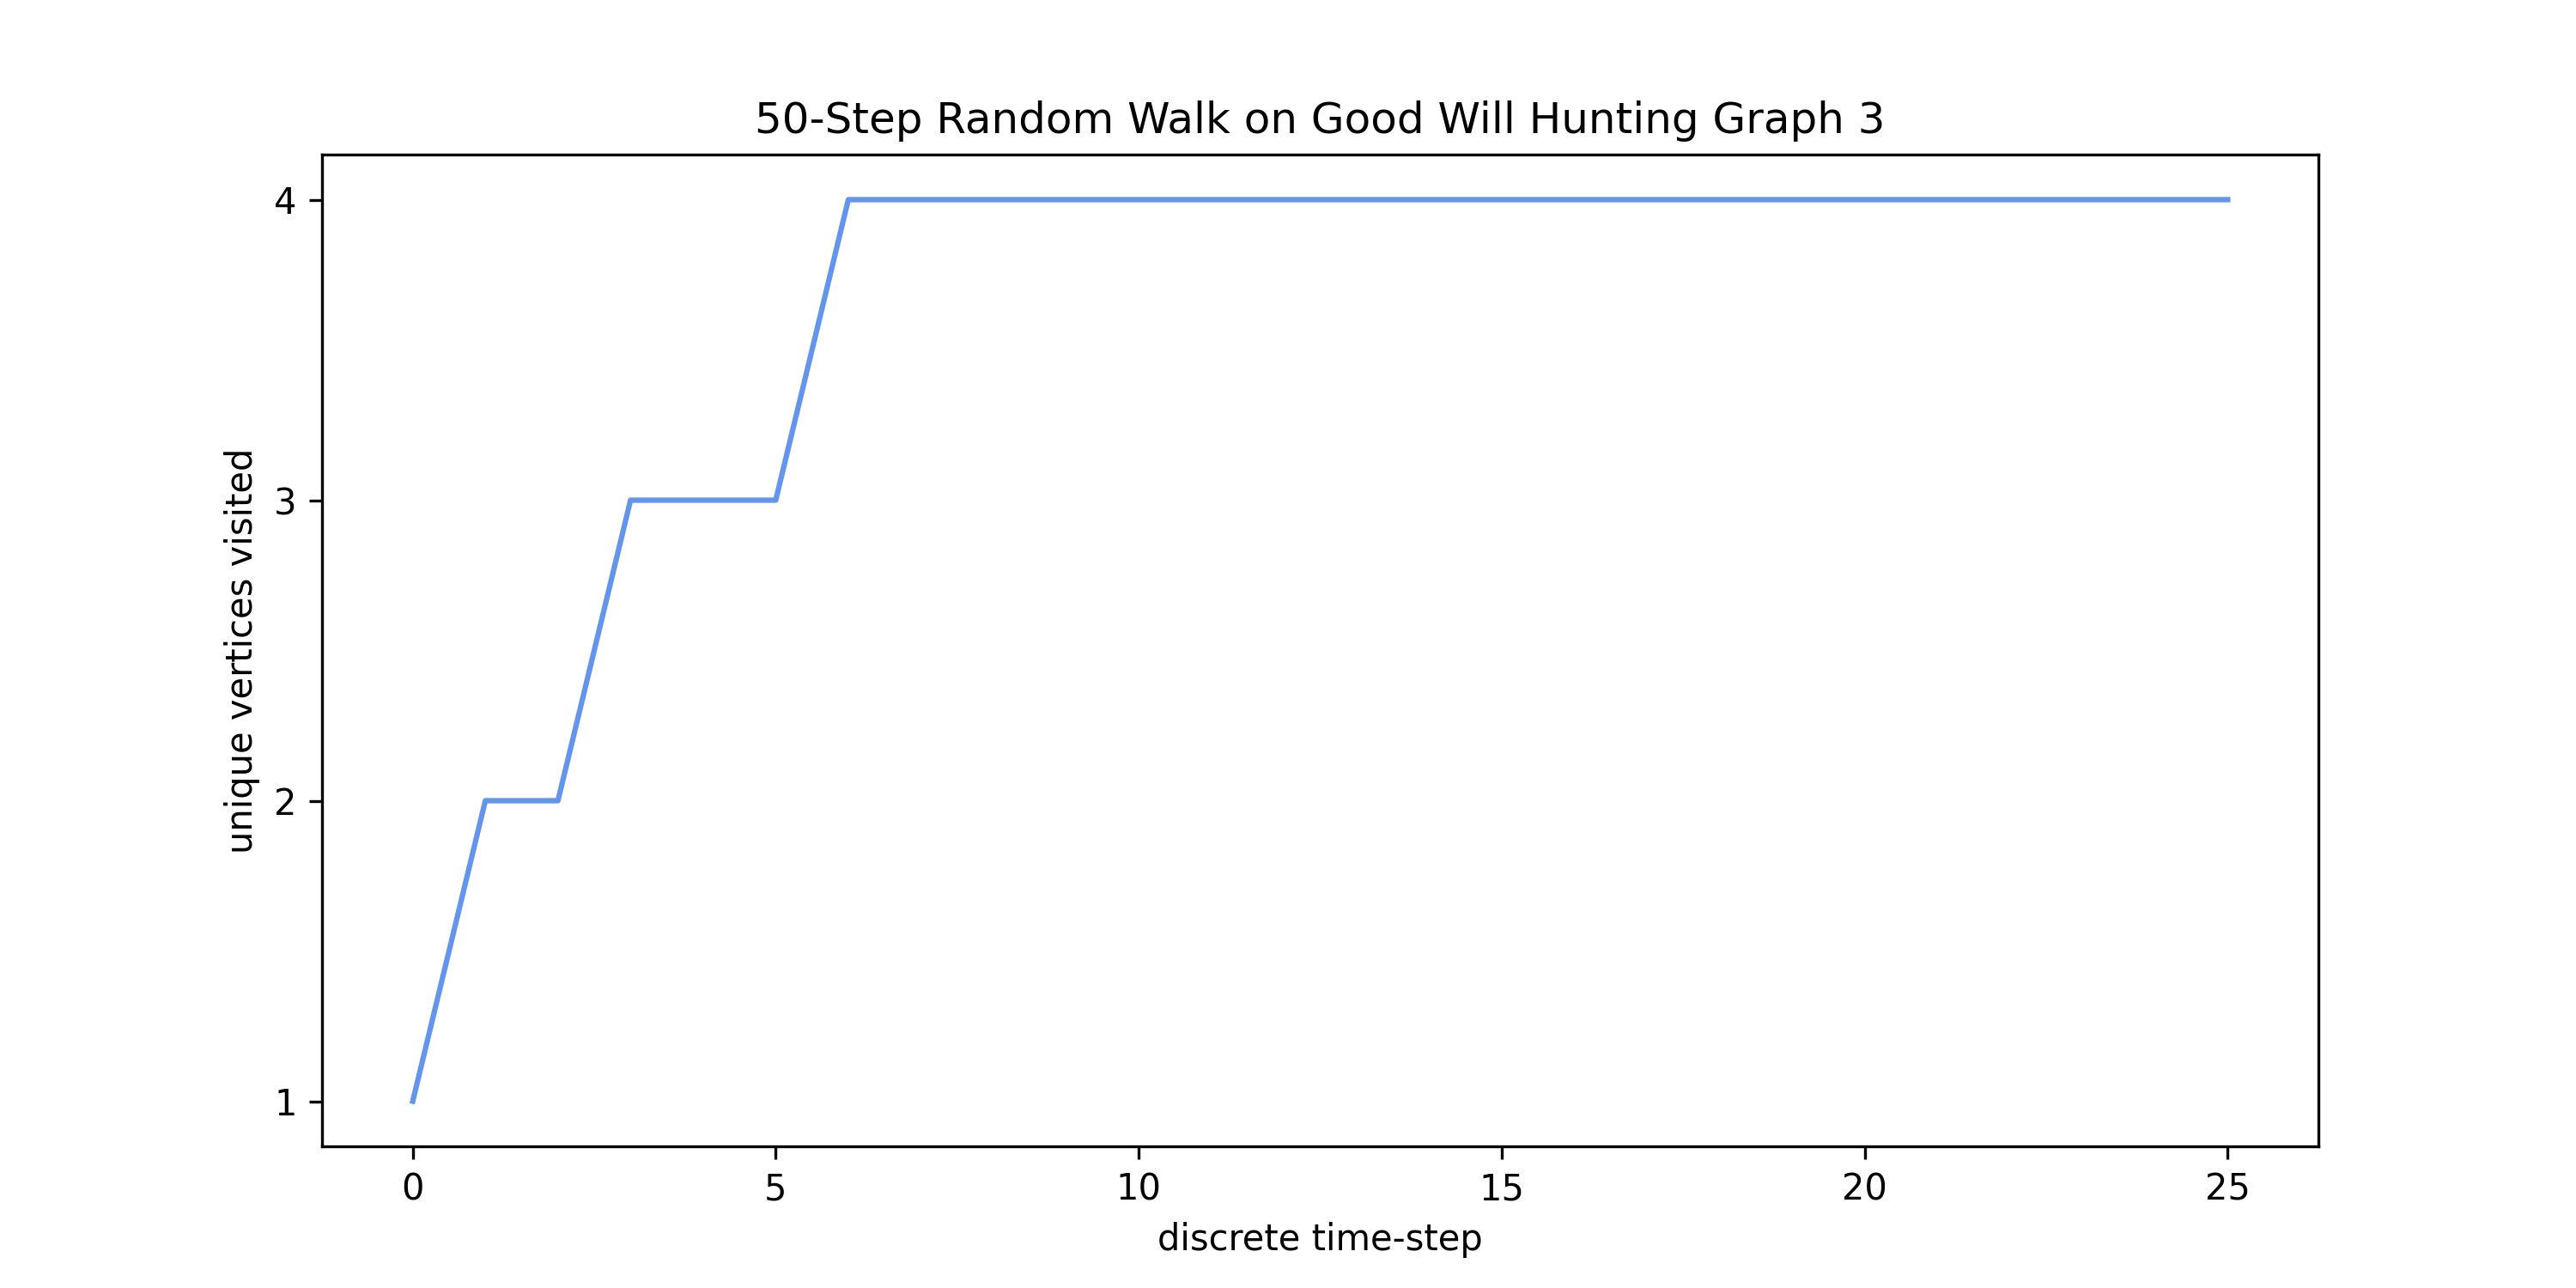 50-Step Random Walk on Good Will Hunting Graph 3
unique vertices visited
4
3
2
1
0 5 10 15 20 25
discrete time-step